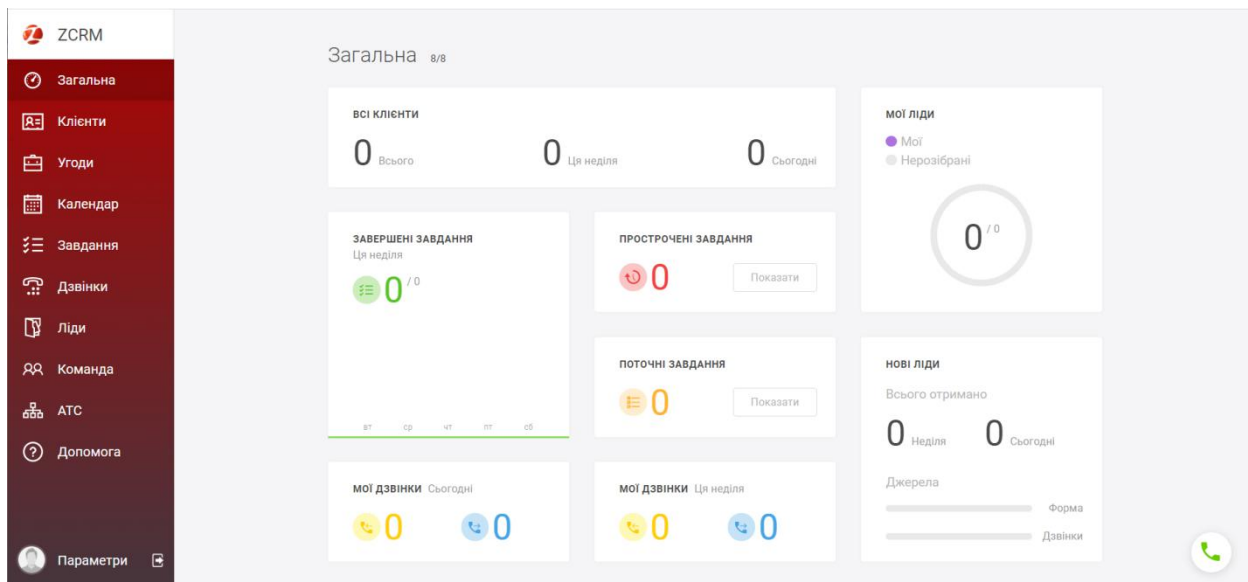 ZCRM
Загальна
Клієнти
Угоди
Календар
Завдання
Дзвінки
Ліди
Команда
АТС
Допомога
Параметри
Загальна 8/8
ВСІ КЛІЄНТИ
0 Всього 0 Ця неділя 0 Сьогодні
МОЇ ЛІДИ
Мої
Нерозібрані
0 / 0
ЗАВЕРШЕНІ ЗАВДАННЯ
Ця неділя
0 / 0
вт ср чт пт сб
ПРОСТРОЧЕНІ ЗАВДАННЯ
0 Показати
ПОТОЧНІ ЗАВДАННЯ
0 Показати
НОВІ ЛІДИ
Всього отримано
0 Неділя 0 Сьогодні
Джерела
Форма
Дзвінки
МОЇ ДЗВІНКИ Сьогодні
0 0
МОЇ ДЗВІНКИ Ця неділя
0 0